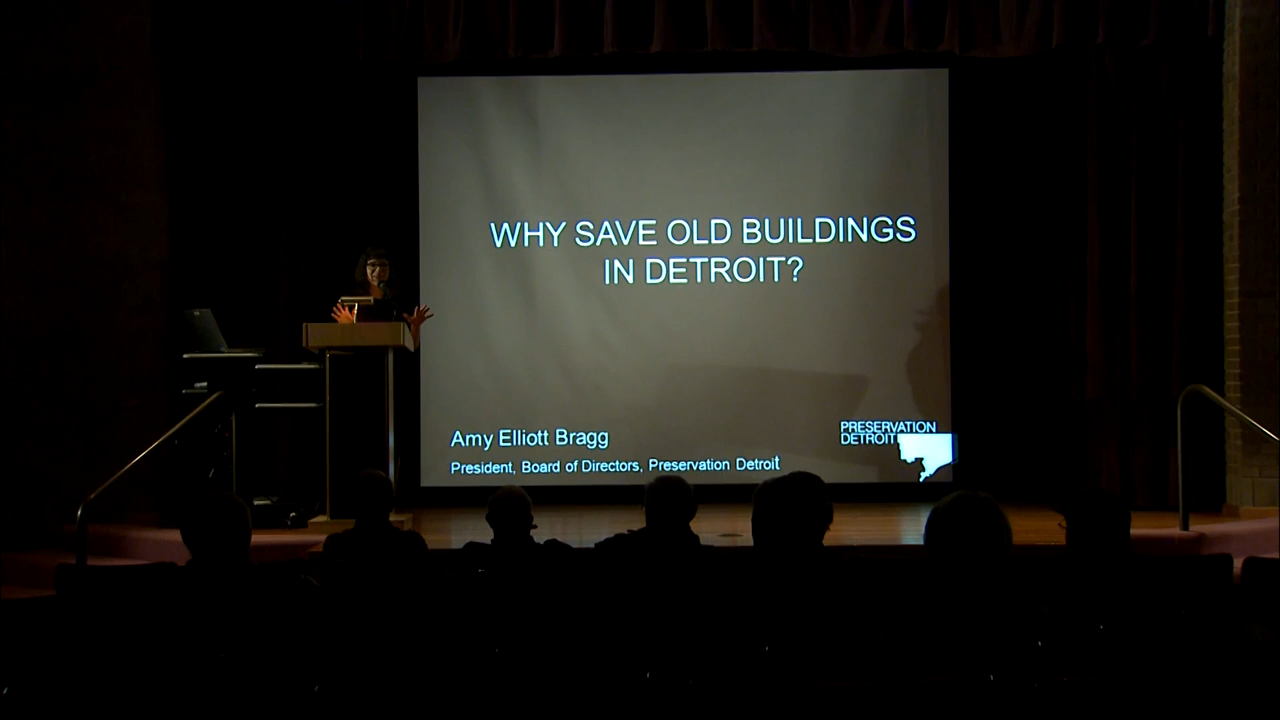 WHY SAVE OLD BUILDINGS
IN DETROIT?
Amy Elliott Bragg
President, Board of Directors, Preservation Detroit
PRESERVATION
DETROIT